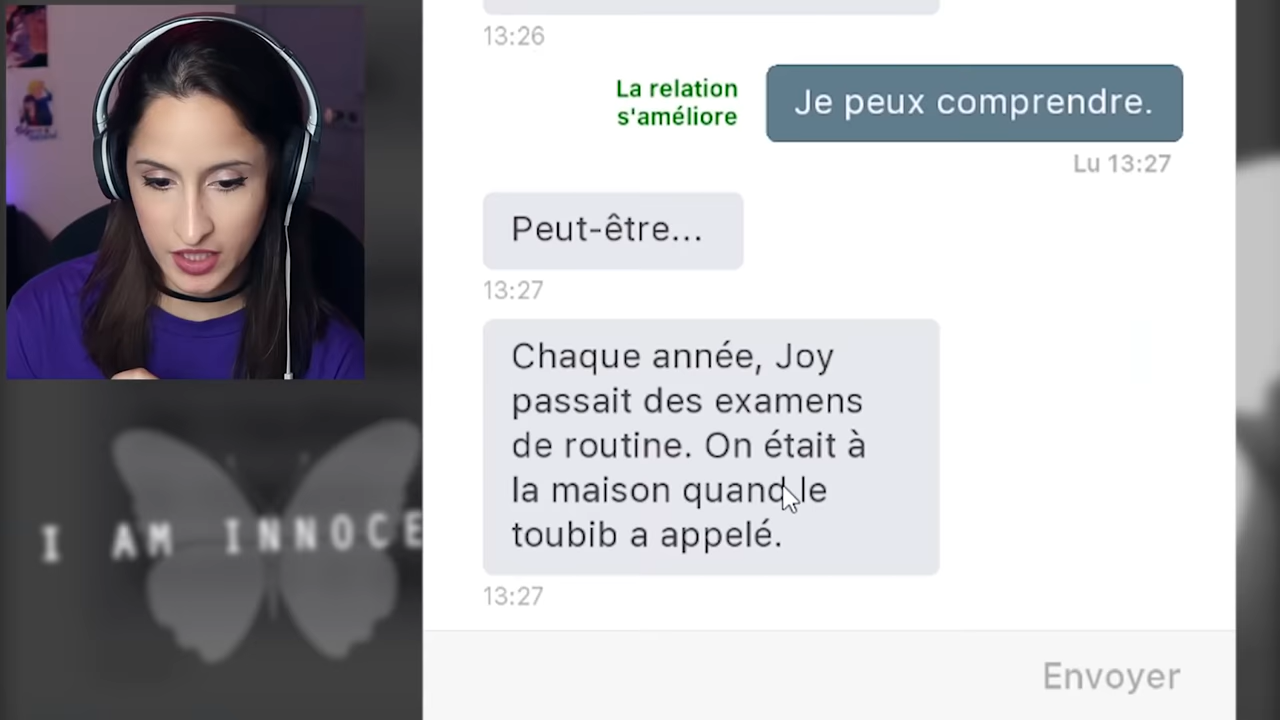 13:26
La relation
s'améliore
Je peux comprendre.
Lu 13:27
Peut-être...
13:27
Chaque année, Joy
passait des examens
de routine. On était à
la maison quand le
toubib a appelé.
13:27
I AM INNOCE
Envoyer